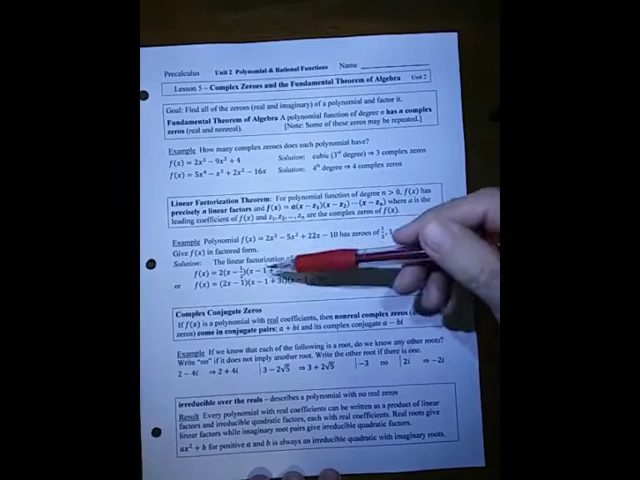 Precalculus Unit 2 Polynomial & Rational Functions Name
Lesson 5 – Complex Zeroes and the Fundamental Theorem of Algebra Unit 2
Goal: Find all of the zeroes (real and imaginary) of a polynomial and factor it.
Fundamental Theorem of Algebra A polynomial function of degree n has n complex
zeros (real and nonreal). [Note: Some of these zeros may be repeated.]
Example How many complex zeroes does each polynomial have?
f(x) = 2x³ − 9x² + 4 Solution: cubic (3rd degree) ⇒ 3 complex zeros
f(x) = 5x⁴ − x³ + 2x² − 16x Solution: 4th degree ⇒ 4 complex zeros
Linear Factorization Theorem: For polynomial function of degree n > 0, f(x) has
precisely n linear factors and f(x) = a(x − z₁)(x − z₂) ⋯ (x − zₙ) where a is the
leading coefficient of f(x) and z₁, z₂, ..., zₙ are the complex zeros of f(x).
Example Polynomial f(x) = 2x³ − 5x² + 22x − 10 has zeroes of 1/2, 1
Give f(x) in factored form.
Solution: The linear factorization of
f(x) = 2(x − 1/2)(x − 1 +
or f(x) = (2x − 1)(x − 1 + 3i)(x − 1
Complex Conjugate Zeros
If f(x) is a polynomial with real coefficients, then nonreal complex zeros (
zeros) come in conjugate pairs: a + bi and its complex conjugate a − bi
Example If we know that each of the following is a root, do we know any other roots?
Write "no" if it does not imply another root. Write the other root if there is one.
2 − 4i ⇒ 2 + 4i | 3 − 2√5 ⇒ 3 + 2√5 | −3 no | 2i ⇒ −2i
irreducible over the reals – describes a polynomial with no real zeros
Result Every polynomial with real coefficients can be written as a product of linear
factors and irreducible quadratic factors, each with real coefficients. Real roots give
linear factors while imaginary root pairs give irreducible quadratic factors.
ax² + b for positive a and b is always an irreducible quadratic with imaginary roots.